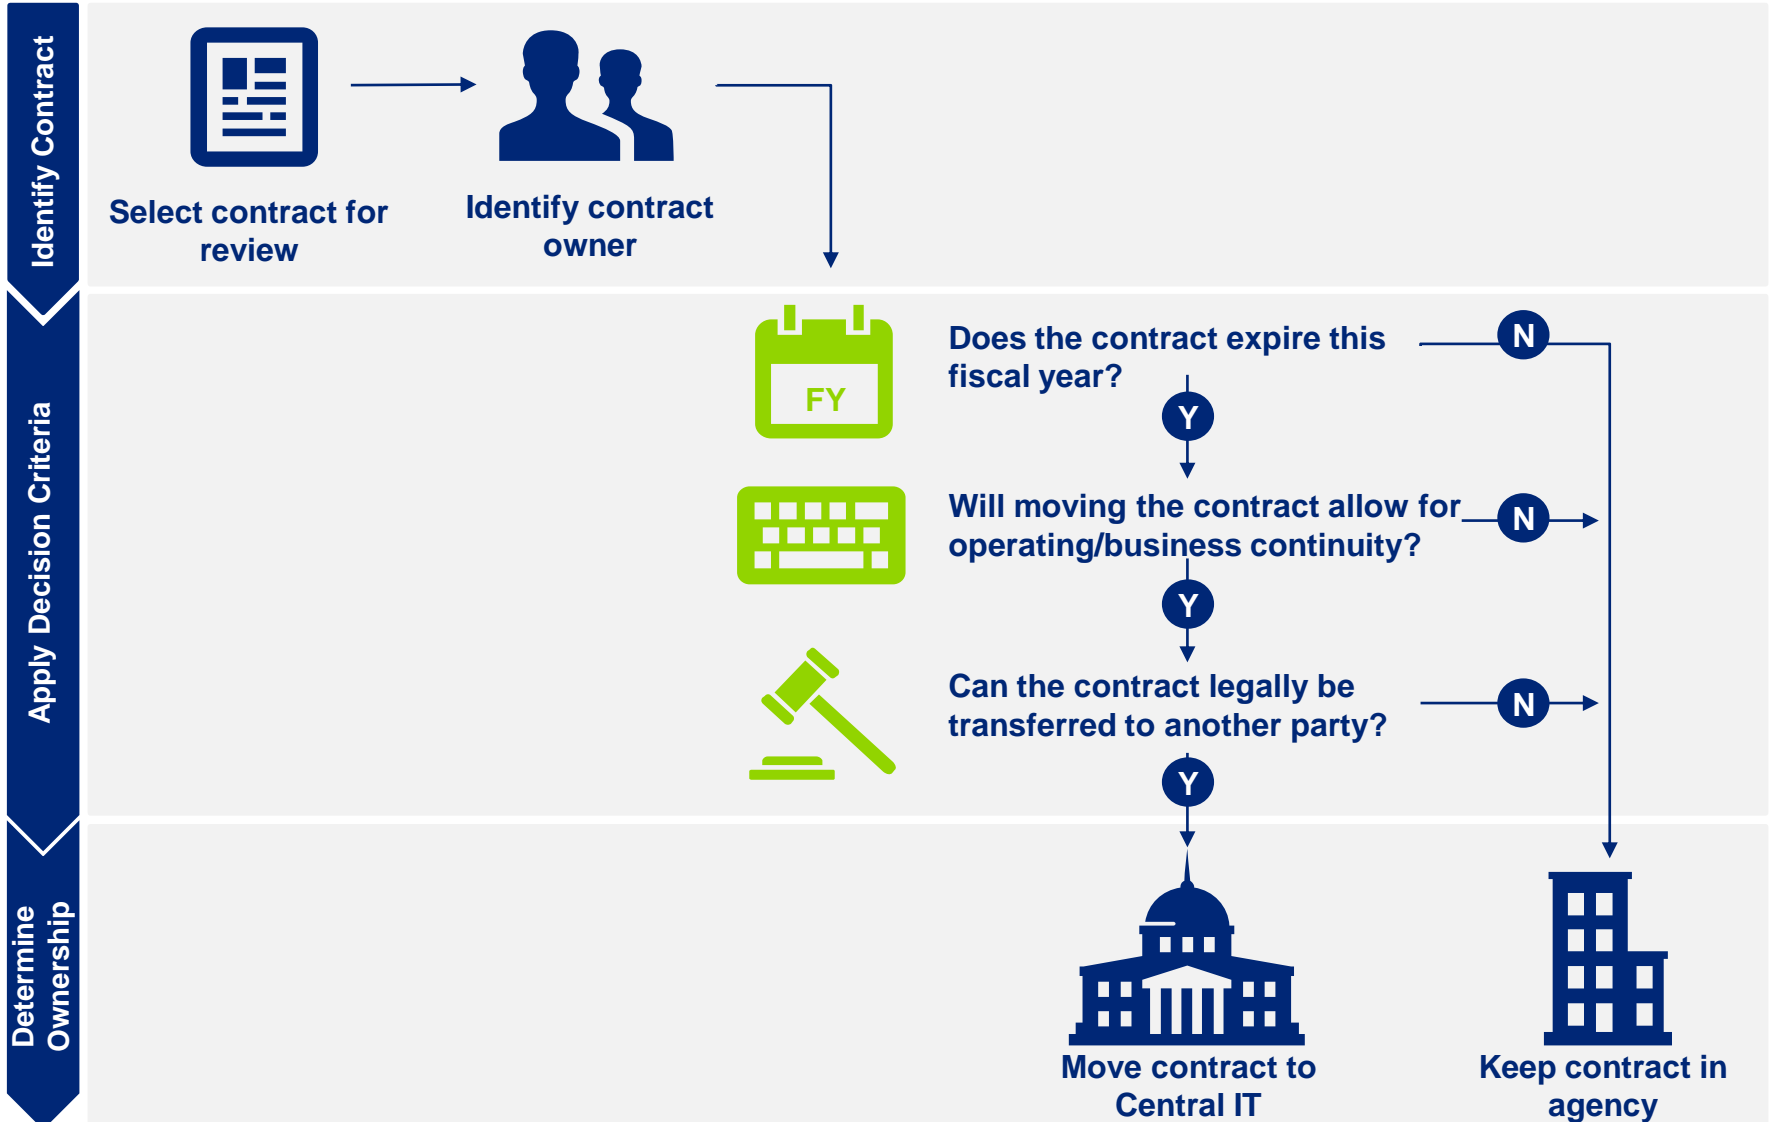 Identify Contract
Select contract for
review
Identify contract
owner
Apply Decision Criteria
FY
Does the contract expire this
fiscal year?
N
Y
Will moving the contract allow for
operating/business continuity?
N
Y
Can the contract legally be
transferred to another party?
N
Y
Determine
Ownership
Move contract to
Central IT
Keep contract in
agency